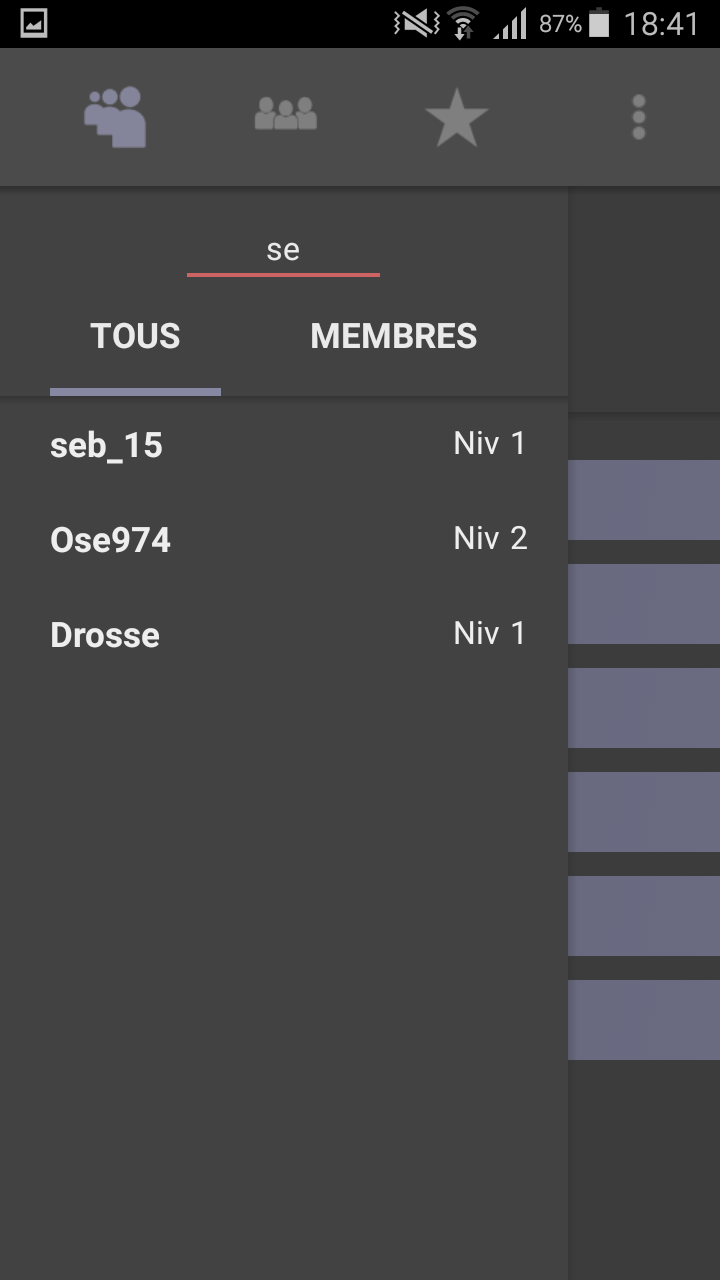 87% 18:41
se
TOUS MEMBRES
seb_15 Niv 1
Ose974 Niv 2
Drosse Niv 1